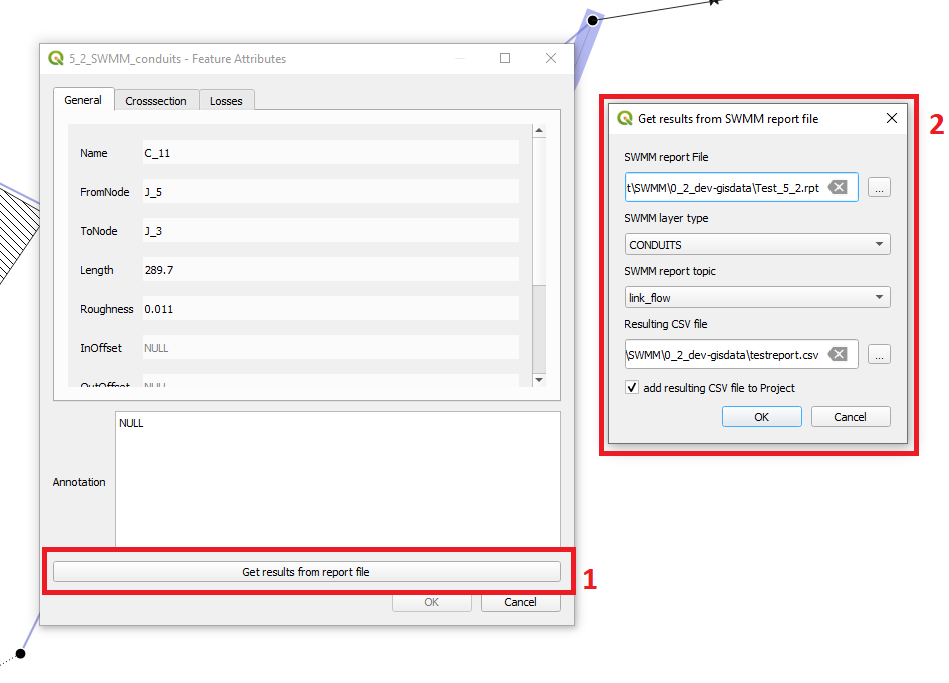 5_2_SWMM_conduits - Feature Attributes
General Crosssection Losses
Name C_11
FromNode J_5
ToNode J_3
Length 289.7
Roughness 0.011
InOffset NULL
OutOffset NULL
Annotation NULL
Get results from report file
OK Cancel
1
Get results from SWMM report file
2
SWMM report File
t\SWMM\0_2_dev-gisdata\Test_5_2.rpt ...
SWMM layer type
CONDUITS
SWMM report topic
link_flow
Resulting CSV file
\SWMM\0_2_dev-gisdata\testreport.csv ...
add resulting CSV file to Project
OK Cancel